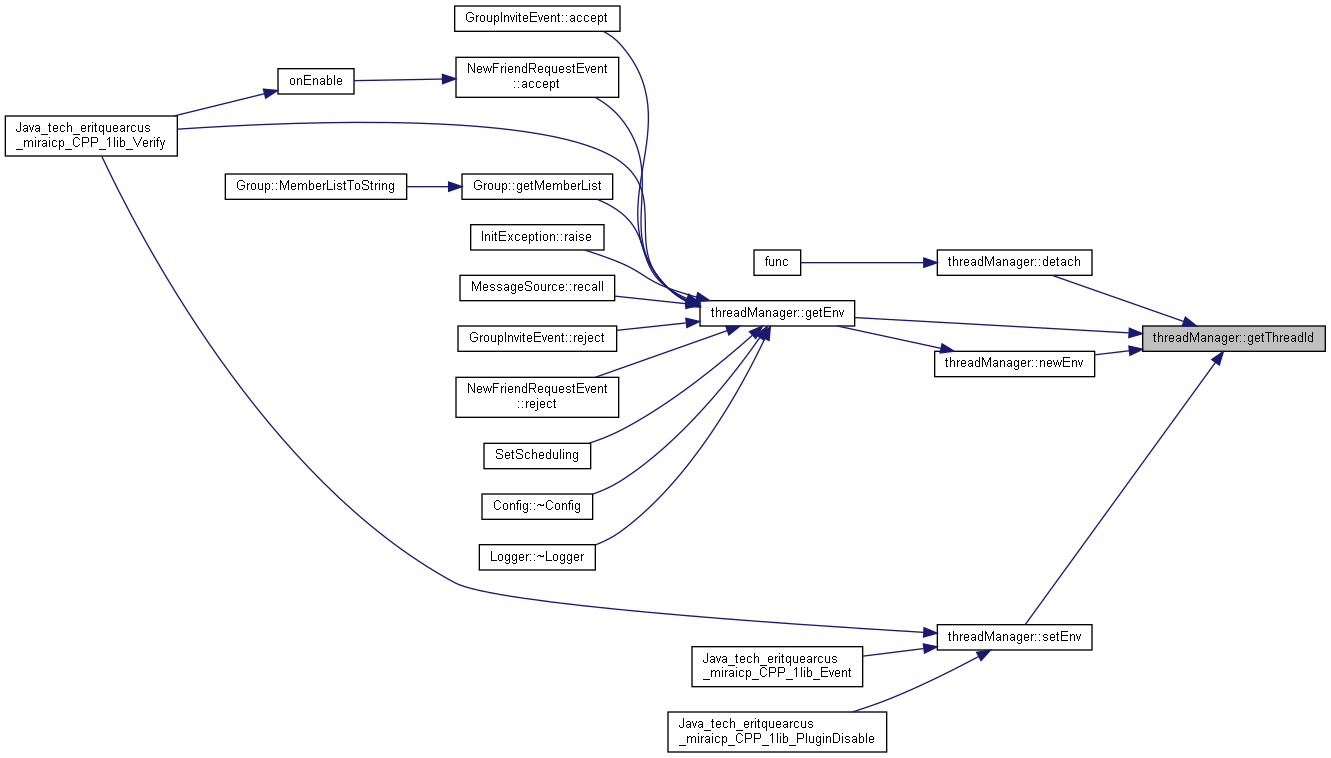 GroupInviteEvent::accept
NewFriendRequestEvent
::accept
onEnable
Java_tech_eritquearcus
_miraicp_CPP_1lib_Verify
Group::MemberListToString
Group::getMemberList
InitException::raise
func
threadManager::detach
MessageSource::recall
threadManager::getEnv
GroupInviteEvent::reject
threadManager::getThreadId
threadManager::newEnv
NewFriendRequestEvent
::reject
SetScheduling
Config::~Config
Logger::~Logger
threadManager::setEnv
Java_tech_eritquearcus
_miraicp_CPP_1lib_Event
Java_tech_eritquearcus
_miraicp_CPP_1lib_PluginDisable